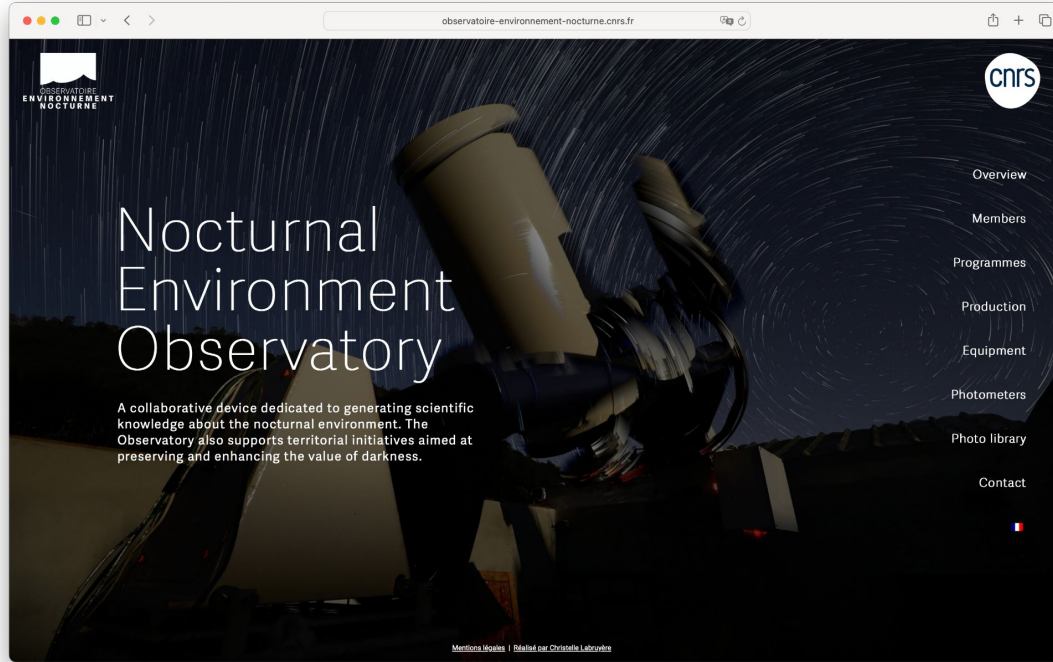 observatoire-environnement-nocturne.cnrs.fr
OBSERVATOIRE
ENVIRONNEMENT
NOCTURNE
cnrs
Overview
Members
Programmes
Production
Equipment
Photometers
Photo library
Contact
Nocturnal
Environment
Observatory
A collaborative device dedicated to generating scientific
knowledge about the nocturnal environment. The
Observatory also supports territorial initiatives aimed at
preserving and enhancing the value of darkness.
Mentions légales | Réalisé par Christelle Labruyère